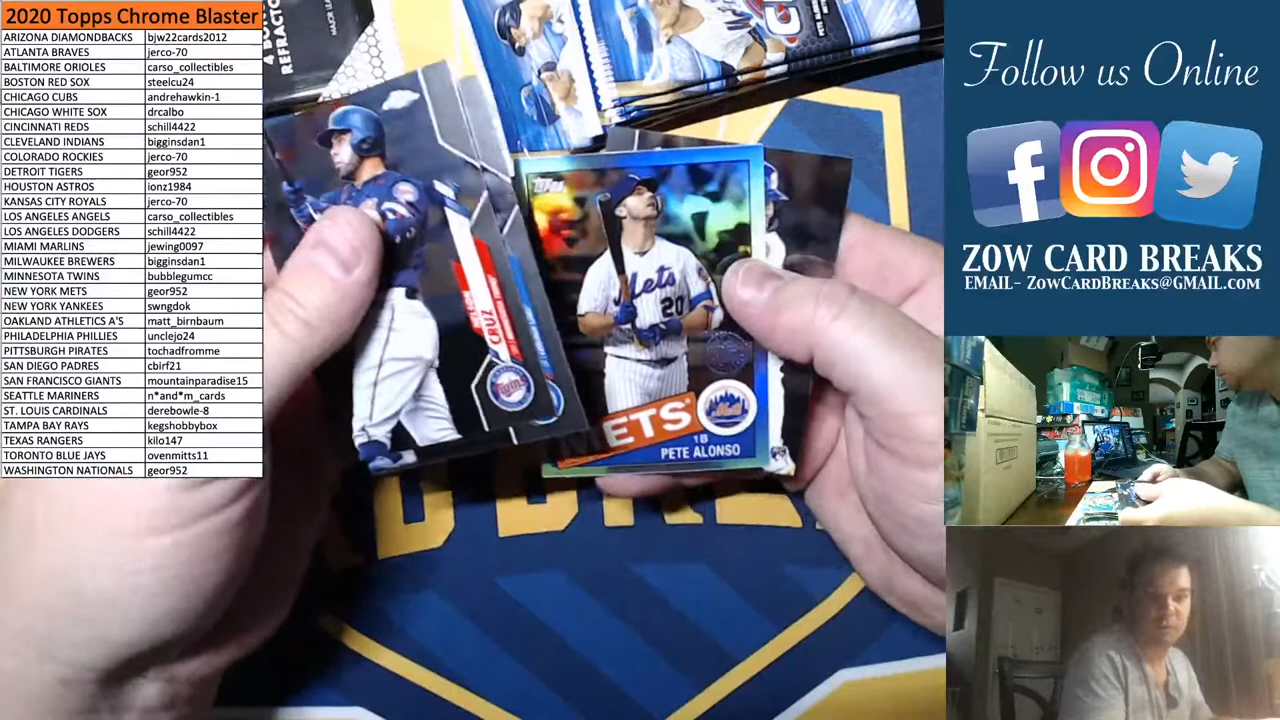 2020 Topps Chrome Blaster
ARIZONA DIAMONDBACKS bjw22cards2012
ATLANTA BRAVES jerco-70
BALTIMORE ORIOLES carso_collectibles
BOSTON RED SOX steelcu24
CHICAGO CUBS andrehawkin-1
CHICAGO WHITE SOX drcalbo
CINCINNATI REDS schill4422
CLEVELAND INDIANS bigginsdan1
COLORADO ROCKIES jerco-70
DETROIT TIGERS geor952
HOUSTON ASTROS ionz1984
KANSAS CITY ROYALS jerco-70
LOS ANGELES ANGELS carso_collectibles
LOS ANGELES DODGERS schill4422
MIAMI MARLINS jewing0097
MILWAUKEE BREWERS bigginsdan1
MINNESOTA TWINS bubblegumcc
NEW YORK METS geor952
NEW YORK YANKEES swngdok
OAKLAND ATHLETICS A'S matt_birnbaum
PHILADELPHIA PHILLIES unclejo24
PITTSBURGH PIRATES tochadfromme
SAN DIEGO PADRES cbirf21
SAN FRANCISCO GIANTS mountainparadise15
SEATTLE MARINERS n*and*m_cards
ST. LOUIS CARDINALS derebowle-8
TAMPA BAY RAYS kegshobbybox
TEXAS RANGERS kilo147
TORONTO BLUE JAYS ovenmitts11
WASHINGTON NATIONALS geor952
REFRACTO
CRUZ
Twins
Topps
Mets
20
METS
Mets
1B
PETE ALONSO
Follow us Online
ZOW CARD BREAKS
EMAIL- ZowCardBreaks@GMAIL.com